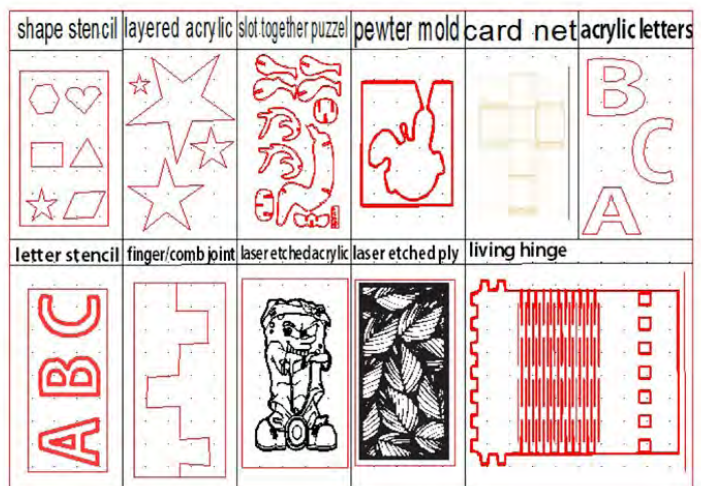 shape stencil
layered acrylic
slot together puzzel
pewter mold
card net
acrylic letters
B
C
A
letter stencil
finger/comb joint
laser etched acrylic
laser etched ply
living hinge
A B C